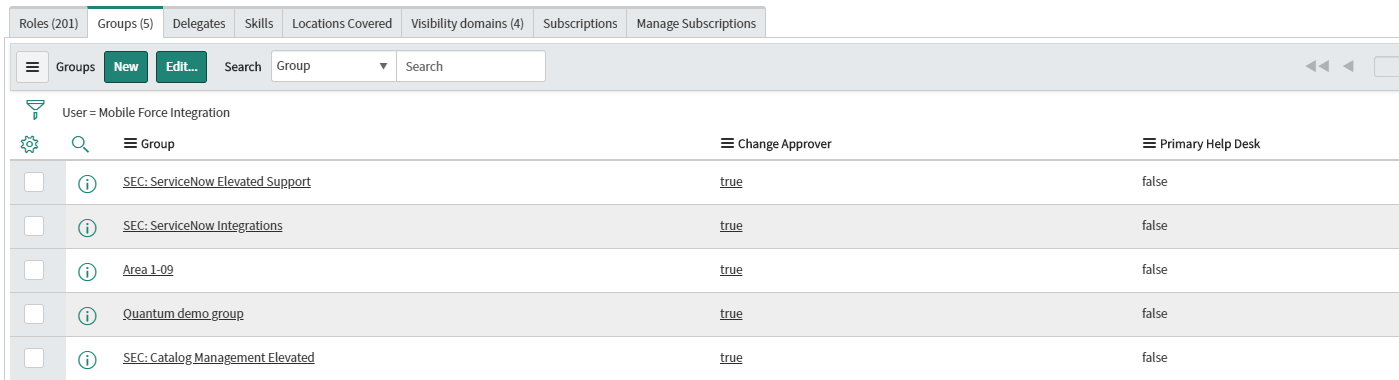 Roles (201) Groups (5) Delegates Skills Locations Covered Visibility domains (4) Subscriptions Manage Subscriptions
Groups New Edit... Search Group Search
User = Mobile Force Integration
Group Change Approver Primary Help Desk
SEC: ServiceNow Elevated Support true false
SEC: ServiceNow Integrations true false
Area 1-09 true false
Quantum demo group true false
SEC: Catalog Management Elevated true false